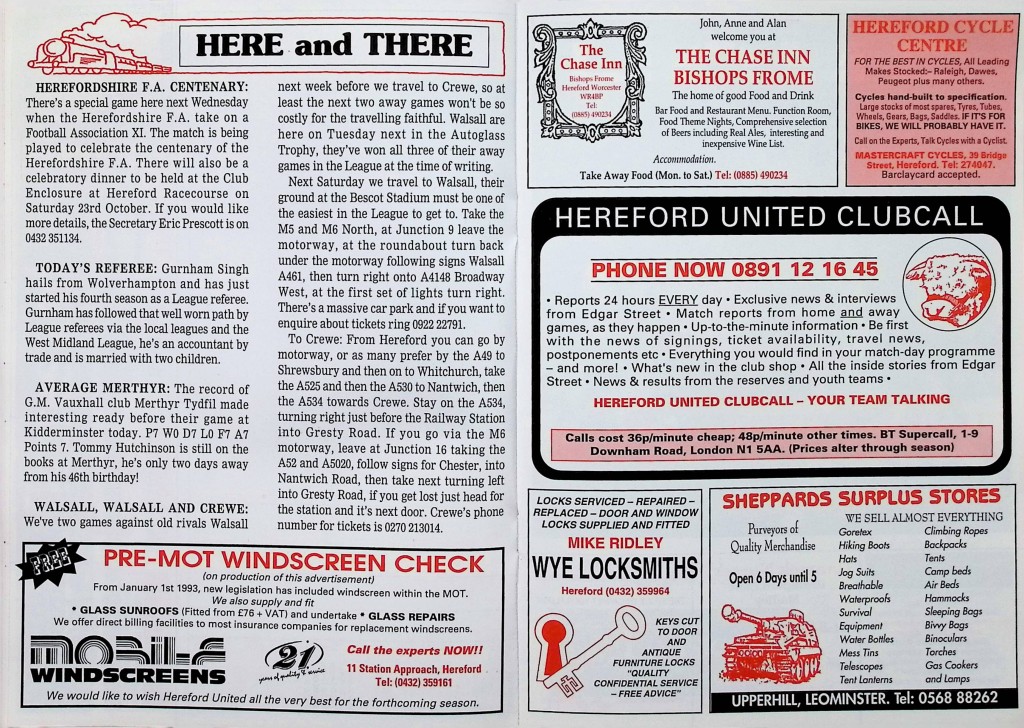 HERE and THERE
HEREFORDSHIRE F.A. CENTENARY:
There's a special game here next Wednesday
when the Herefordshire F.A. take on a
Football Association XI. The match is being
played to celebrate the centenary of the
Herefordshire F.A. There will also be a
celebratory dinner to be held at the Club
Enclosure at Hereford Racecourse on
Saturday 23rd October. If you would like
more details, the Secretary Eric Prescott is on
0432 351134.
TODAY'S REFEREE: Gurnham Singh
hails from Wolverhampton and has just
started his fourth season as a League referee.
Gurnham has followed that well worn path by
League referees via the local leagues and the
West Midland League, he's an accountant by
trade and is married with two children.
AVERAGE MERTHYR: The record of
G.M. Vauxhall club Merthyr Tydfil made
interesting ready before their game at
Kidderminster today. P7 W0 D7 L0 F7 A7
Points 7. Tommy Hutchinson is still on the
books at Merthyr, he's only two days away
from his 46th birthday!
WALSALL, WALSALL AND CREWE:
We've two games against old rivals Walsall
next week before we travel to Crewe, so at
least the next two away games won't be so
costly for the travelling faithful. Walsall are
here on Tuesday next in the Autoglass
Trophy, they've won all three of their away
games in the League at the time of writing.
Next Saturday we travel to Walsall, their
ground at the Bescot Stadium must be one of
the easiest in the League to get to. Take the
M5 and M6 North, at Junction 9 leave the
motorway, at the roundabout turn back
under the motorway following signs Walsall
A461, then turn right onto A4148 Broadway
West, at the first set of lights turn right.
There's a massive car park and if you want to
enquire about tickets ring 0922 22791.
To Crewe: From Hereford you can go by
motorway, or as many prefer by the A49 to
Shrewsbury and then on to Whitchurch, take
the A525 and then the A530 to Nantwich, then
the A534 towards Crewe. Stay on the A534,
turning right just before the Railway Station
into Gresty Road. If you go via the M6
motorway, leave at Junction 16 taking the
A52 and A5020, follow signs for Chester, into
Nantwich Road, then take next turning left
into Gresty Road, if you get lost just head for
the station and it's next door. Crewe's phone
number for tickets is 0270 213014.
FREE
PRE-MOT WINDSCREEN CHECK
(on production of this advertisement)
From January 1st 1993, new legislation has included windscreen within the MOT.
We also supply and fit
• GLASS SUNROOFS (Fitted from £76 + VAT) and undertake • GLASS REPAIRS
We offer direct billing facilities to most insurance companies for replacement windscreens.
MOBILE
WINDSCREENS
21
years of quality & service
Call the experts NOW!!
11 Station Approach, Hereford
Tel: (0432) 359161
We would like to wish Hereford United all the very best for the forthcoming season.
The
Chase Inn
Bishops Frome
Hereford Worcester
WR4BP
Tel:
(0885) 490234
John, Anne and Alan
welcome you at
THE CHASE INN
BISHOPS FROME
The home of good Food and Drink
Bar Food and Restaurant Menu. Function Room,
Food Theme Nights, Comprehensive selection
of Beers including Real Ales, interesting and
inexpensive Wine List.
Accommodation.
Take Away Food (Mon. to Sat.) Tel: (0885) 490234
HEREFORD CYCLE
CENTRE
FOR THE BEST IN CYCLES, All Leading
Makes Stocked:– Raleigh, Dawes,
Peugeot plus many others.
Cycles hand-built to specification.
Large stocks of most spares, Tyres, Tubes,
Wheels, Gears, Bags, Saddles. IF IT'S FOR
BIKES, WE WILL PROBABLY HAVE IT.
Call on the Experts, Talk Cycles with a Cyclist.
MASTERCRAFT CYCLES, 39 Bridge
Street, Hereford. Tel: 274047.
Barclaycard accepted.
HEREFORD UNITED CLUBCALL
PHONE NOW 0891 12 16 45
• Reports 24 hours EVERY day • Exclusive news & interviews
from Edgar Street • Match reports from home and away
games, as they happen • Up-to-the-minute information • Be first
with the news of signings, ticket availability, travel news,
postponements etc • Everything you would find in your match-day programme
– and more! • What's new in the club shop • All the inside stories from Edgar
Street • News & results from the reserves and youth teams •
HEREFORD UNITED CLUBCALL – YOUR TEAM TALKING
Calls cost 36p/minute cheap; 48p/minute other times. BT Supercall, 1-9
Downham Road, London N1 5AA. (Prices alter through season)
LOCKS SERVICED – REPAIRED –
REPLACED – DOOR AND WINDOW
LOCKS SUPPLIED AND FITTED
MIKE RIDLEY
WYE LOCKSMITHS
Hereford (0432) 359964
KEYS CUT
TO DOOR
AND
ANTIQUE
FURNITURE LOCKS
"QUALITY
CONFIDENTIAL SERVICE
– FREE ADVICE"
SHEPPARDS SURPLUS STORES
Purveyors of
Quality Merchandise
Open 6 Days until 5
WE SELL ALMOST EVERYTHING
Goretex
Hiking Boots
Hats
Jog Suits
Breathable
Waterproofs
Survival
Equipment
Water Bottles
Mess Tins
Telescopes
Tent Lanterns
Climbing Ropes
Backpacks
Tents
Camp beds
Air Beds
Hammocks
Sleeping Bags
Bivvy Bags
Binoculars
Torches
Gas Cookers
and Lamps
UPPERHILL, LEOMINSTER. Tel: 0568 88262